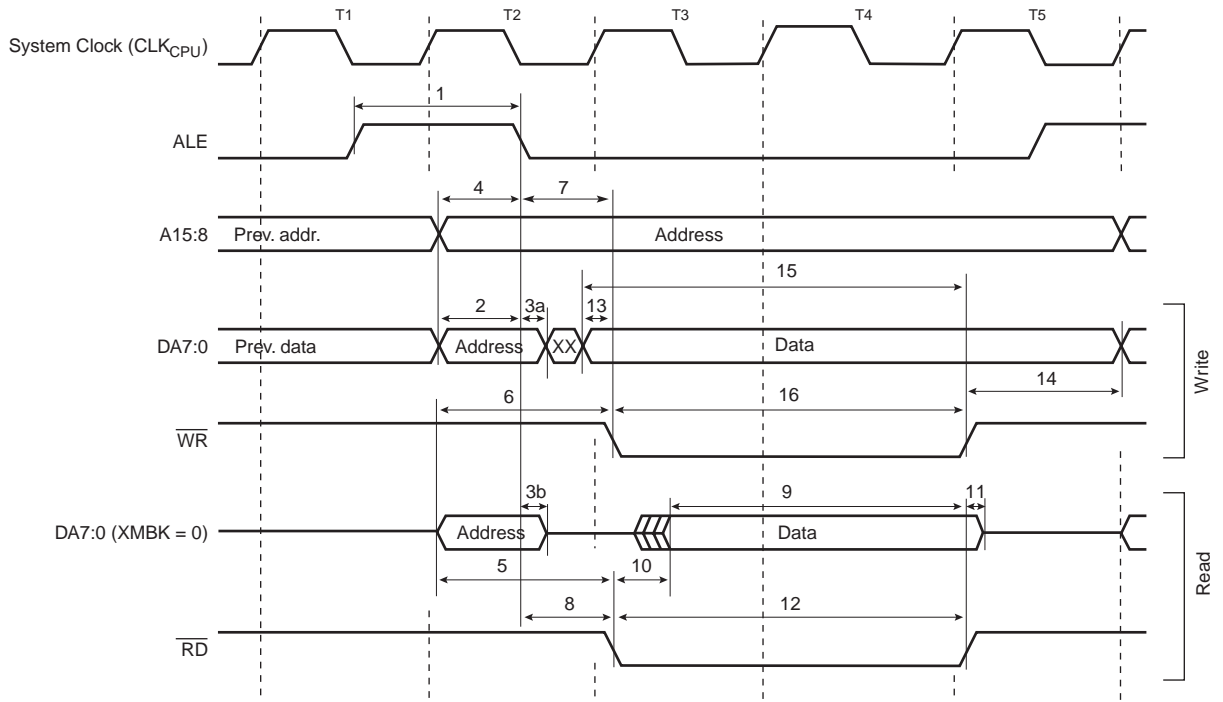 T1 T2 T3 T4 T5
System Clock (CLKCPU)
1
ALE
4 7
A15:8 Prev. addr. Address
15
2 3a 13
DA7:0 Prev. data Address XX Data
14
6 16
WR
Write
3b 9 11
DA7:0 (XMBK = 0) Address Data
5 10
8 12
RD
Read